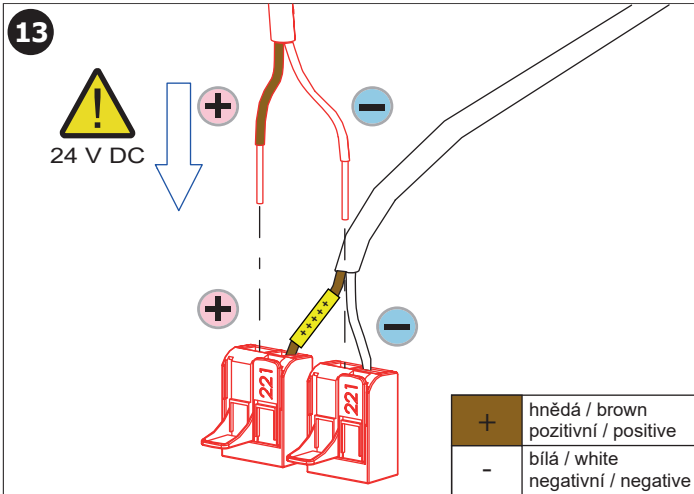 13
!
24 V DC
+
−
+
+++++
−
221
221
+ hnědá / brown
pozitivní / positive
- bílá / white
negativní / negative